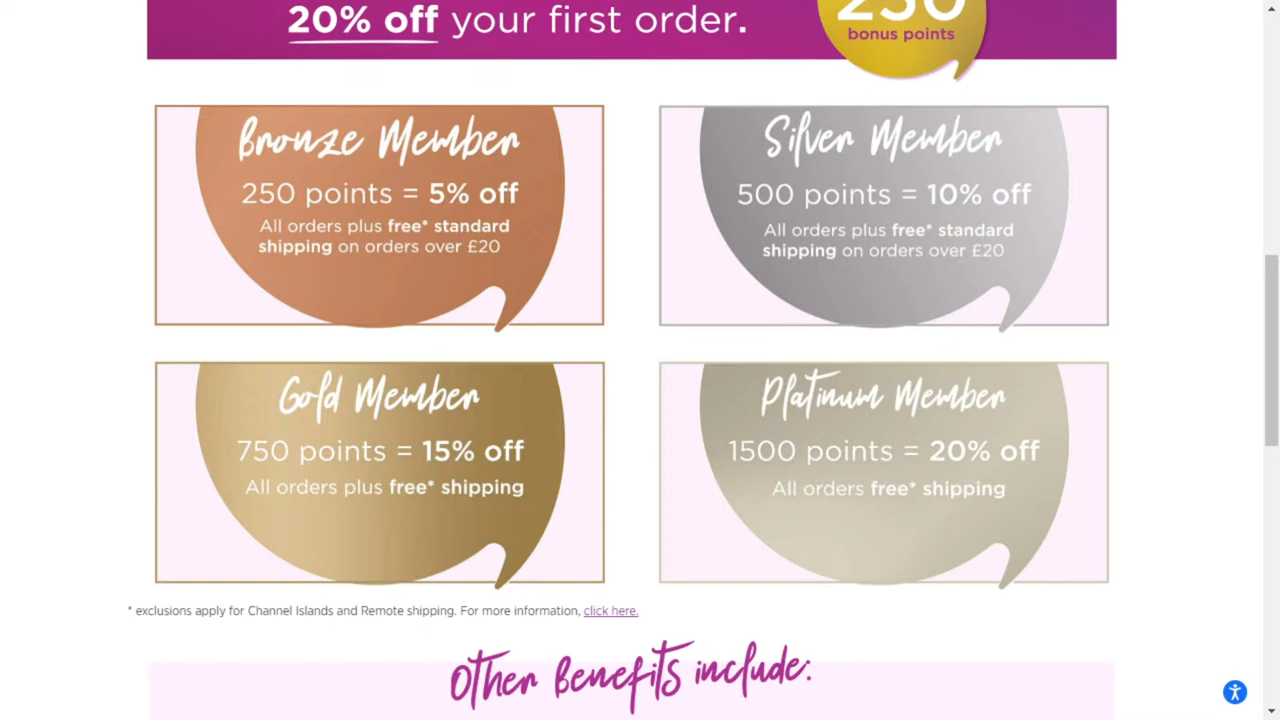 20% off your first order.
250
bonus points
Bronze Member
250 points = 5% off
All orders plus free* standard
shipping on orders over £20
Silver Member
500 points = 10% off
All orders plus free* standard
shipping on orders over £20
Gold Member
750 points = 15% off
All orders plus free* shipping
Platinum Member
1500 points = 20% off
All orders free* shipping
* exclusions apply for Channel Islands and Remote shipping. For more information, click here.
Other Benefits include: